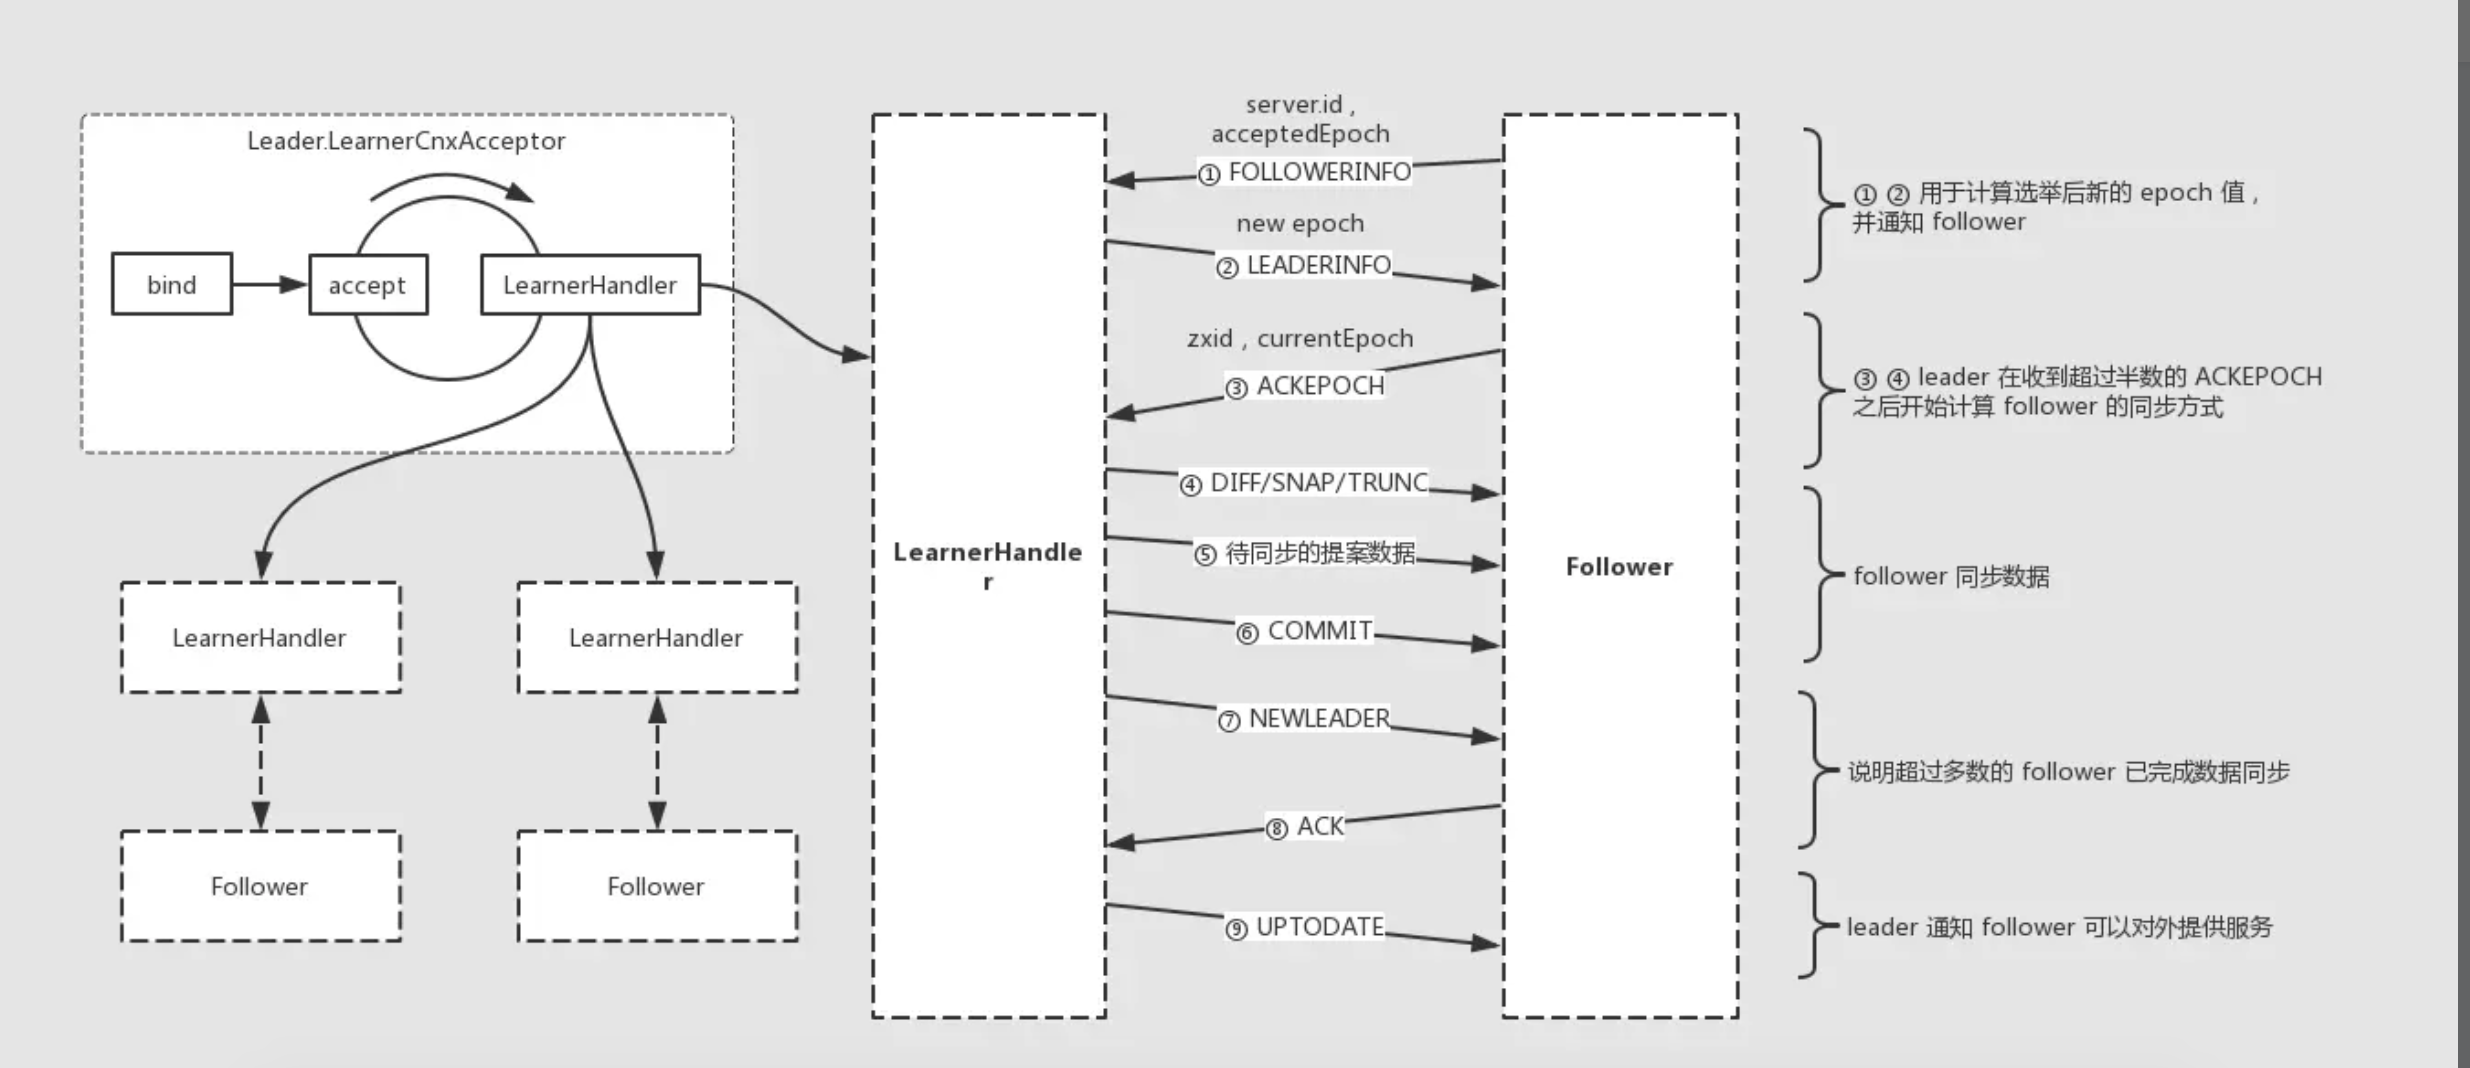 Leader.LearnerCnxAcceptor
bind
accept
LearnerHandler
LearnerHandler
LearnerHandler
Follower
Follower
LearnerHandle
r
server.id ,
acceptedEpoch
① FOLLOWERINFO
new epoch
② LEADERINFO
zxid , currentEpoch
③ ACKEPOCH
④ DIFF/SNAP/TRUNC
⑤ 待同步的提案数据
⑥ COMMIT
⑦ NEWLEADER
⑧ ACK
⑨ UPTODATE
Follower
① ② 用于计算选举后新的 epoch 值，
并通知 follower
③ ④ leader 在收到超过半数的 ACKEPOCH
之后开始计算 follower 的同步方式
follower 同步数据
说明超过多数的 follower 已完成数据同步
leader 通知 follower 可以对外提供服务